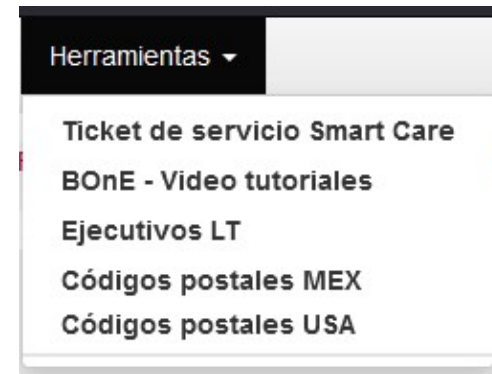 Herramientas
Ticket de servicio Smart Care
BOnE - Video tutoriales
Ejecutivos LT
Códigos postales MEX
Códigos postales USA